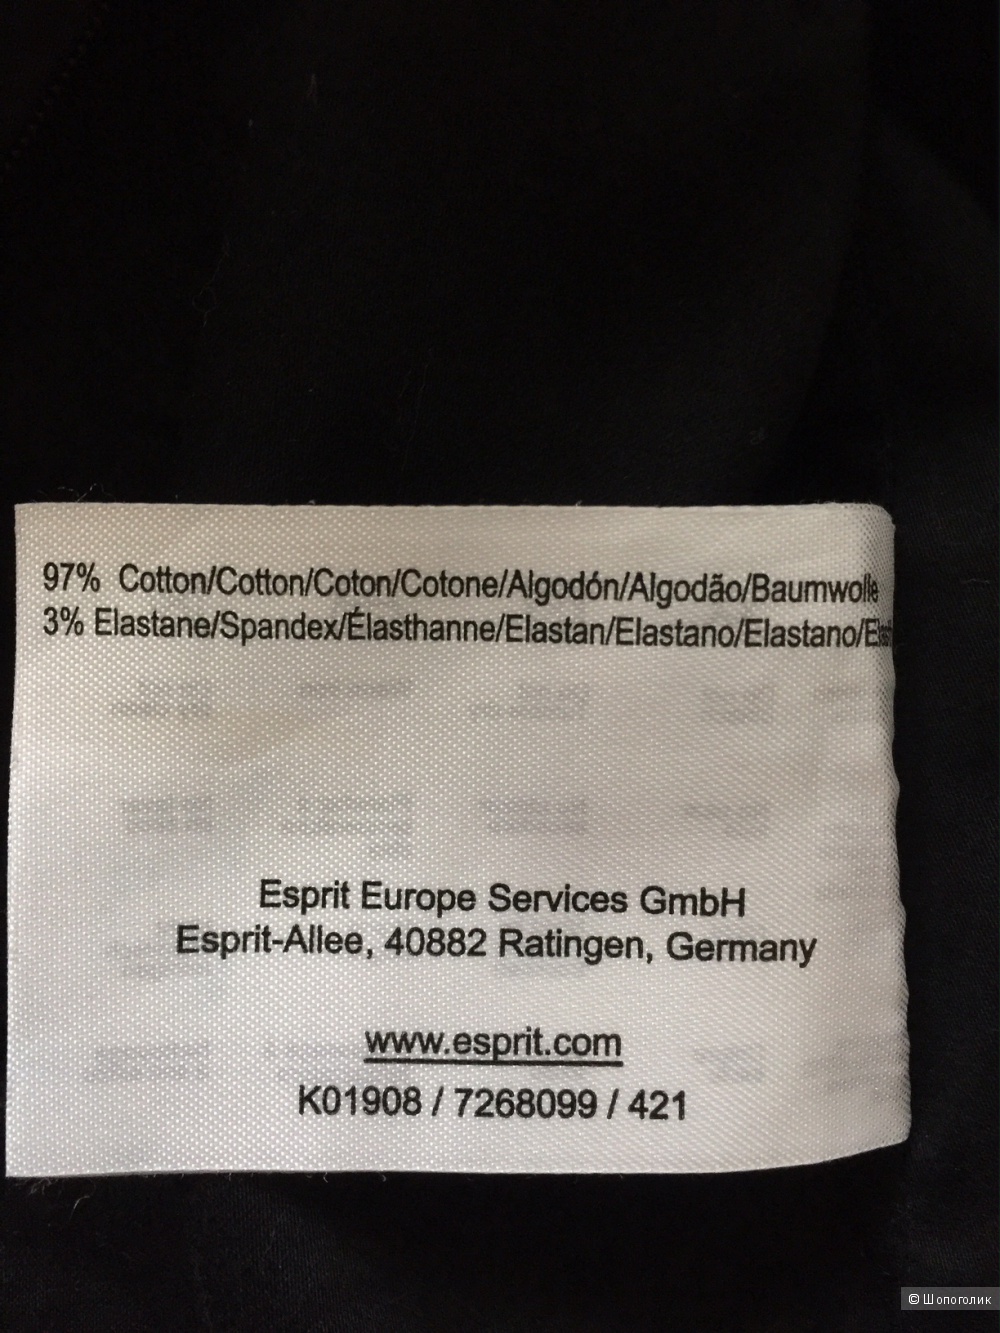 97% Cotton/Cotton/Coton/Cotone/Algodón/Algodão/Baumwolle
3% Elastane/Spandex/Élasthanne/Elastan/Elastano/Elastano/
Esprit Europe Services GmbH
Esprit-Allee, 40882 Ratingen, Germany
www.esprit.com
K01908 / 7268099 / 421
© Шопоголик